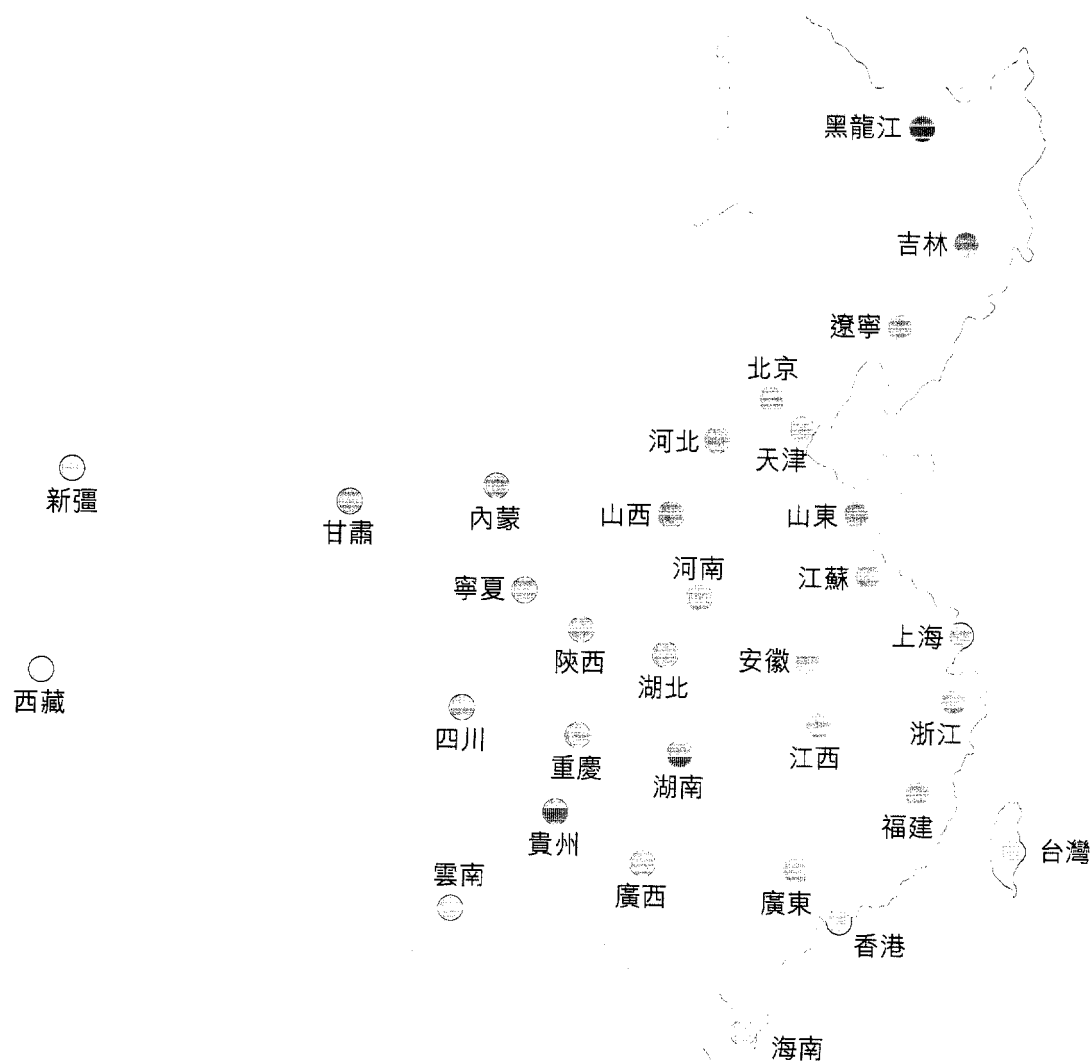 黑龍江
吉林
遼寧
北京
河北
天津
新彊
甘肅
內蒙
山西
山東
河南
江蘇
寧夏
上海
陝西
湖北
安徽
西藏
四川
重慶
湖南
江西
浙江
貴州
福建
台灣
雲南
廣西
廣東
香港
海南